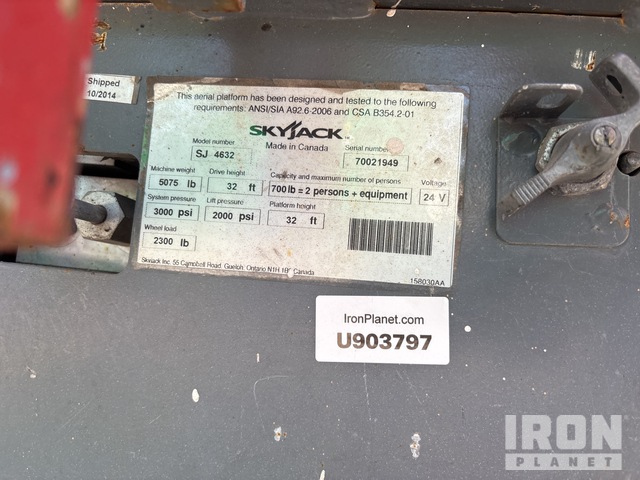 Shipped
10/2014
This aerial platform has been designed and tested to the following
requirements: ANSI/SIA A92.6-2006 and CSA B354.2-01
SKYJACK
Made in Canada
Model number
SJ 4632
Serial number
70021949
Machine weight
5075 lb
Drive height
32 ft
Capacity and maximum number of persons
700 lb = 2 persons + equipment
Voltage
24 V
System pressure
3000 psi
Lift pressure
2000 psi
Platform height
32 ft
Wheel load
2300 lb
Skyjack Inc. 55 Campbell Road, Guelph, Ontario N1H 1B9 Canada
158030AA
IronPlanet.com
U903797
IRON
PLANET